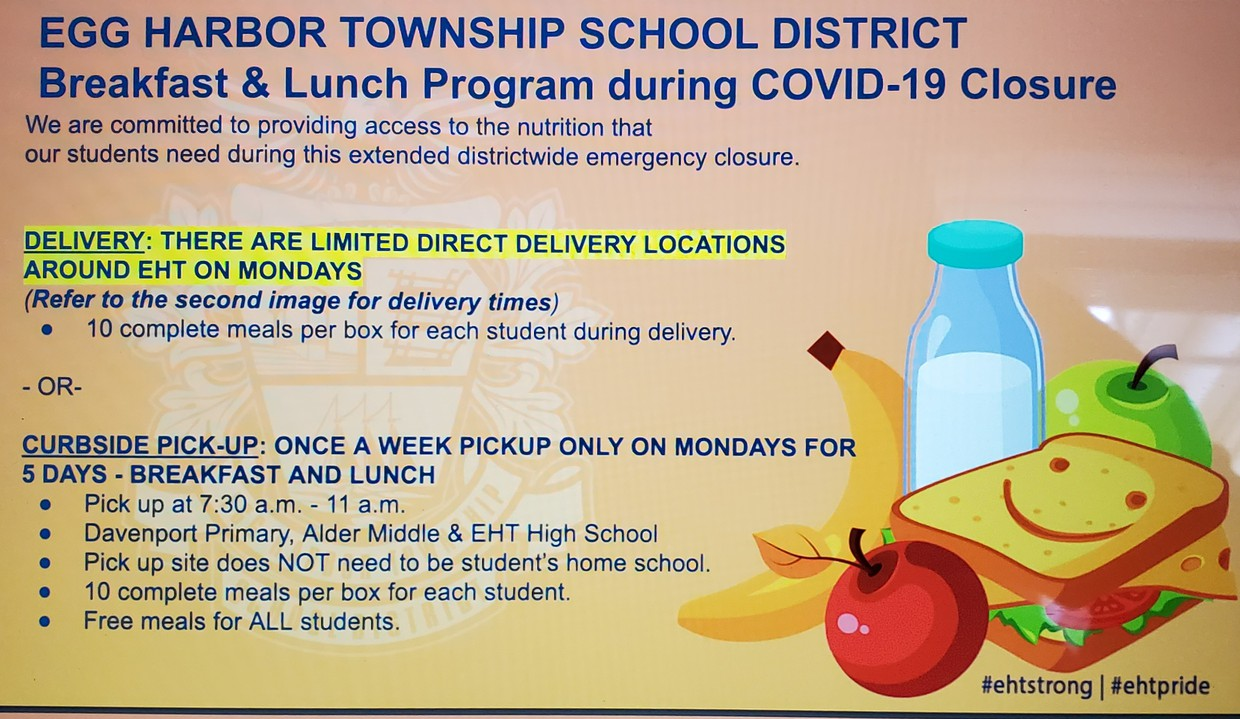 EGG HARBOR TOWNSHIP SCHOOL DISTRICT
Breakfast & Lunch Program during COVID-19 Closure
We are committed to providing access to the nutrition that
our students need during this extended districtwide emergency closure.
DELIVERY: THERE ARE LIMITED DIRECT DELIVERY LOCATIONS
AROUND EHT ON MONDAYS
(Refer to the second image for delivery times)
• 10 complete meals per box for each student during delivery.
- OR-
CURBSIDE PICK-UP: ONCE A WEEK PICKUP ONLY ON MONDAYS FOR
5 DAYS - BREAKFAST AND LUNCH
• Pick up at 7:30 a.m. - 11 a.m.
• Davenport Primary, Alder Middle & EHT High School
• Pick up site does NOT need to be student's home school.
• 10 complete meals per box for each student.
• Free meals for ALL students.
#ehtstrong | #ehtpride